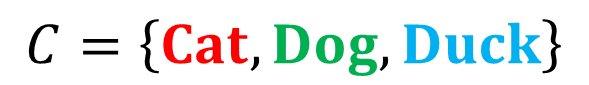 C = {Cat, Dog, Duck}